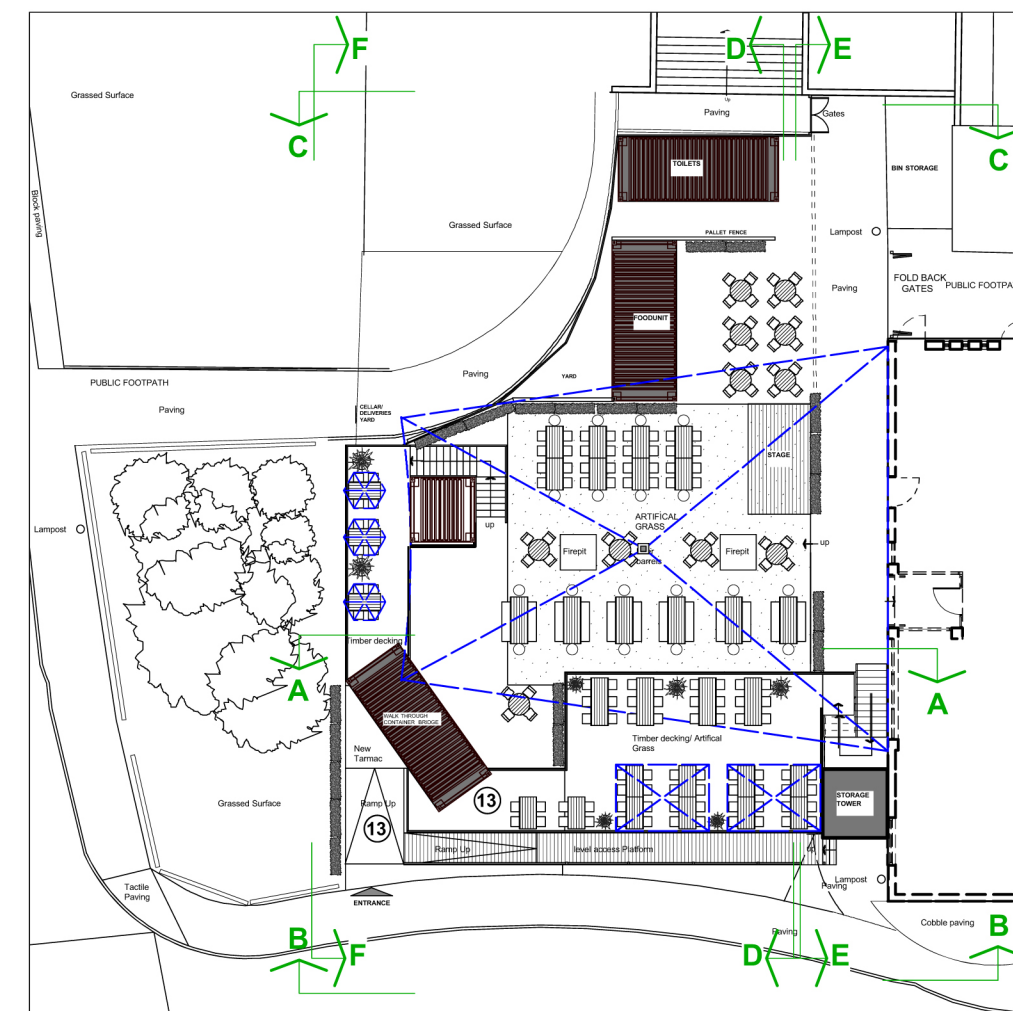 F
D
E
Grassed Surface
Up
Paving
Gates
C
C
TOILETS
BIN STORAGE
Block paving
Grassed Surface
PALLET FENCE
Lampost
FOLD BACK
GATES
PUBLIC FOOTPA
Paving
FOODUNIT
PUBLIC FOOTPATH
Paving
YARD
Paving
CELLAR/
DELIVERIES
YARD
STAGE
Lampost
up
ARTIFICAL
GRASS
up
Firepit
Firepit
barrels
Timber decking
A
A
WALK THROUGH
CONTAINER BRIDGE
Timber decking/ Artifical
Grass
New
Tarmac
STORAGE
TOWER
Grassed Surface
Ramp Up
13
13
Ramp Up
level access Platform
up
Tactile
Paving
Lampost
Paving
ENTRANCE
Cobble paving
B
F
Paving
D
E
B